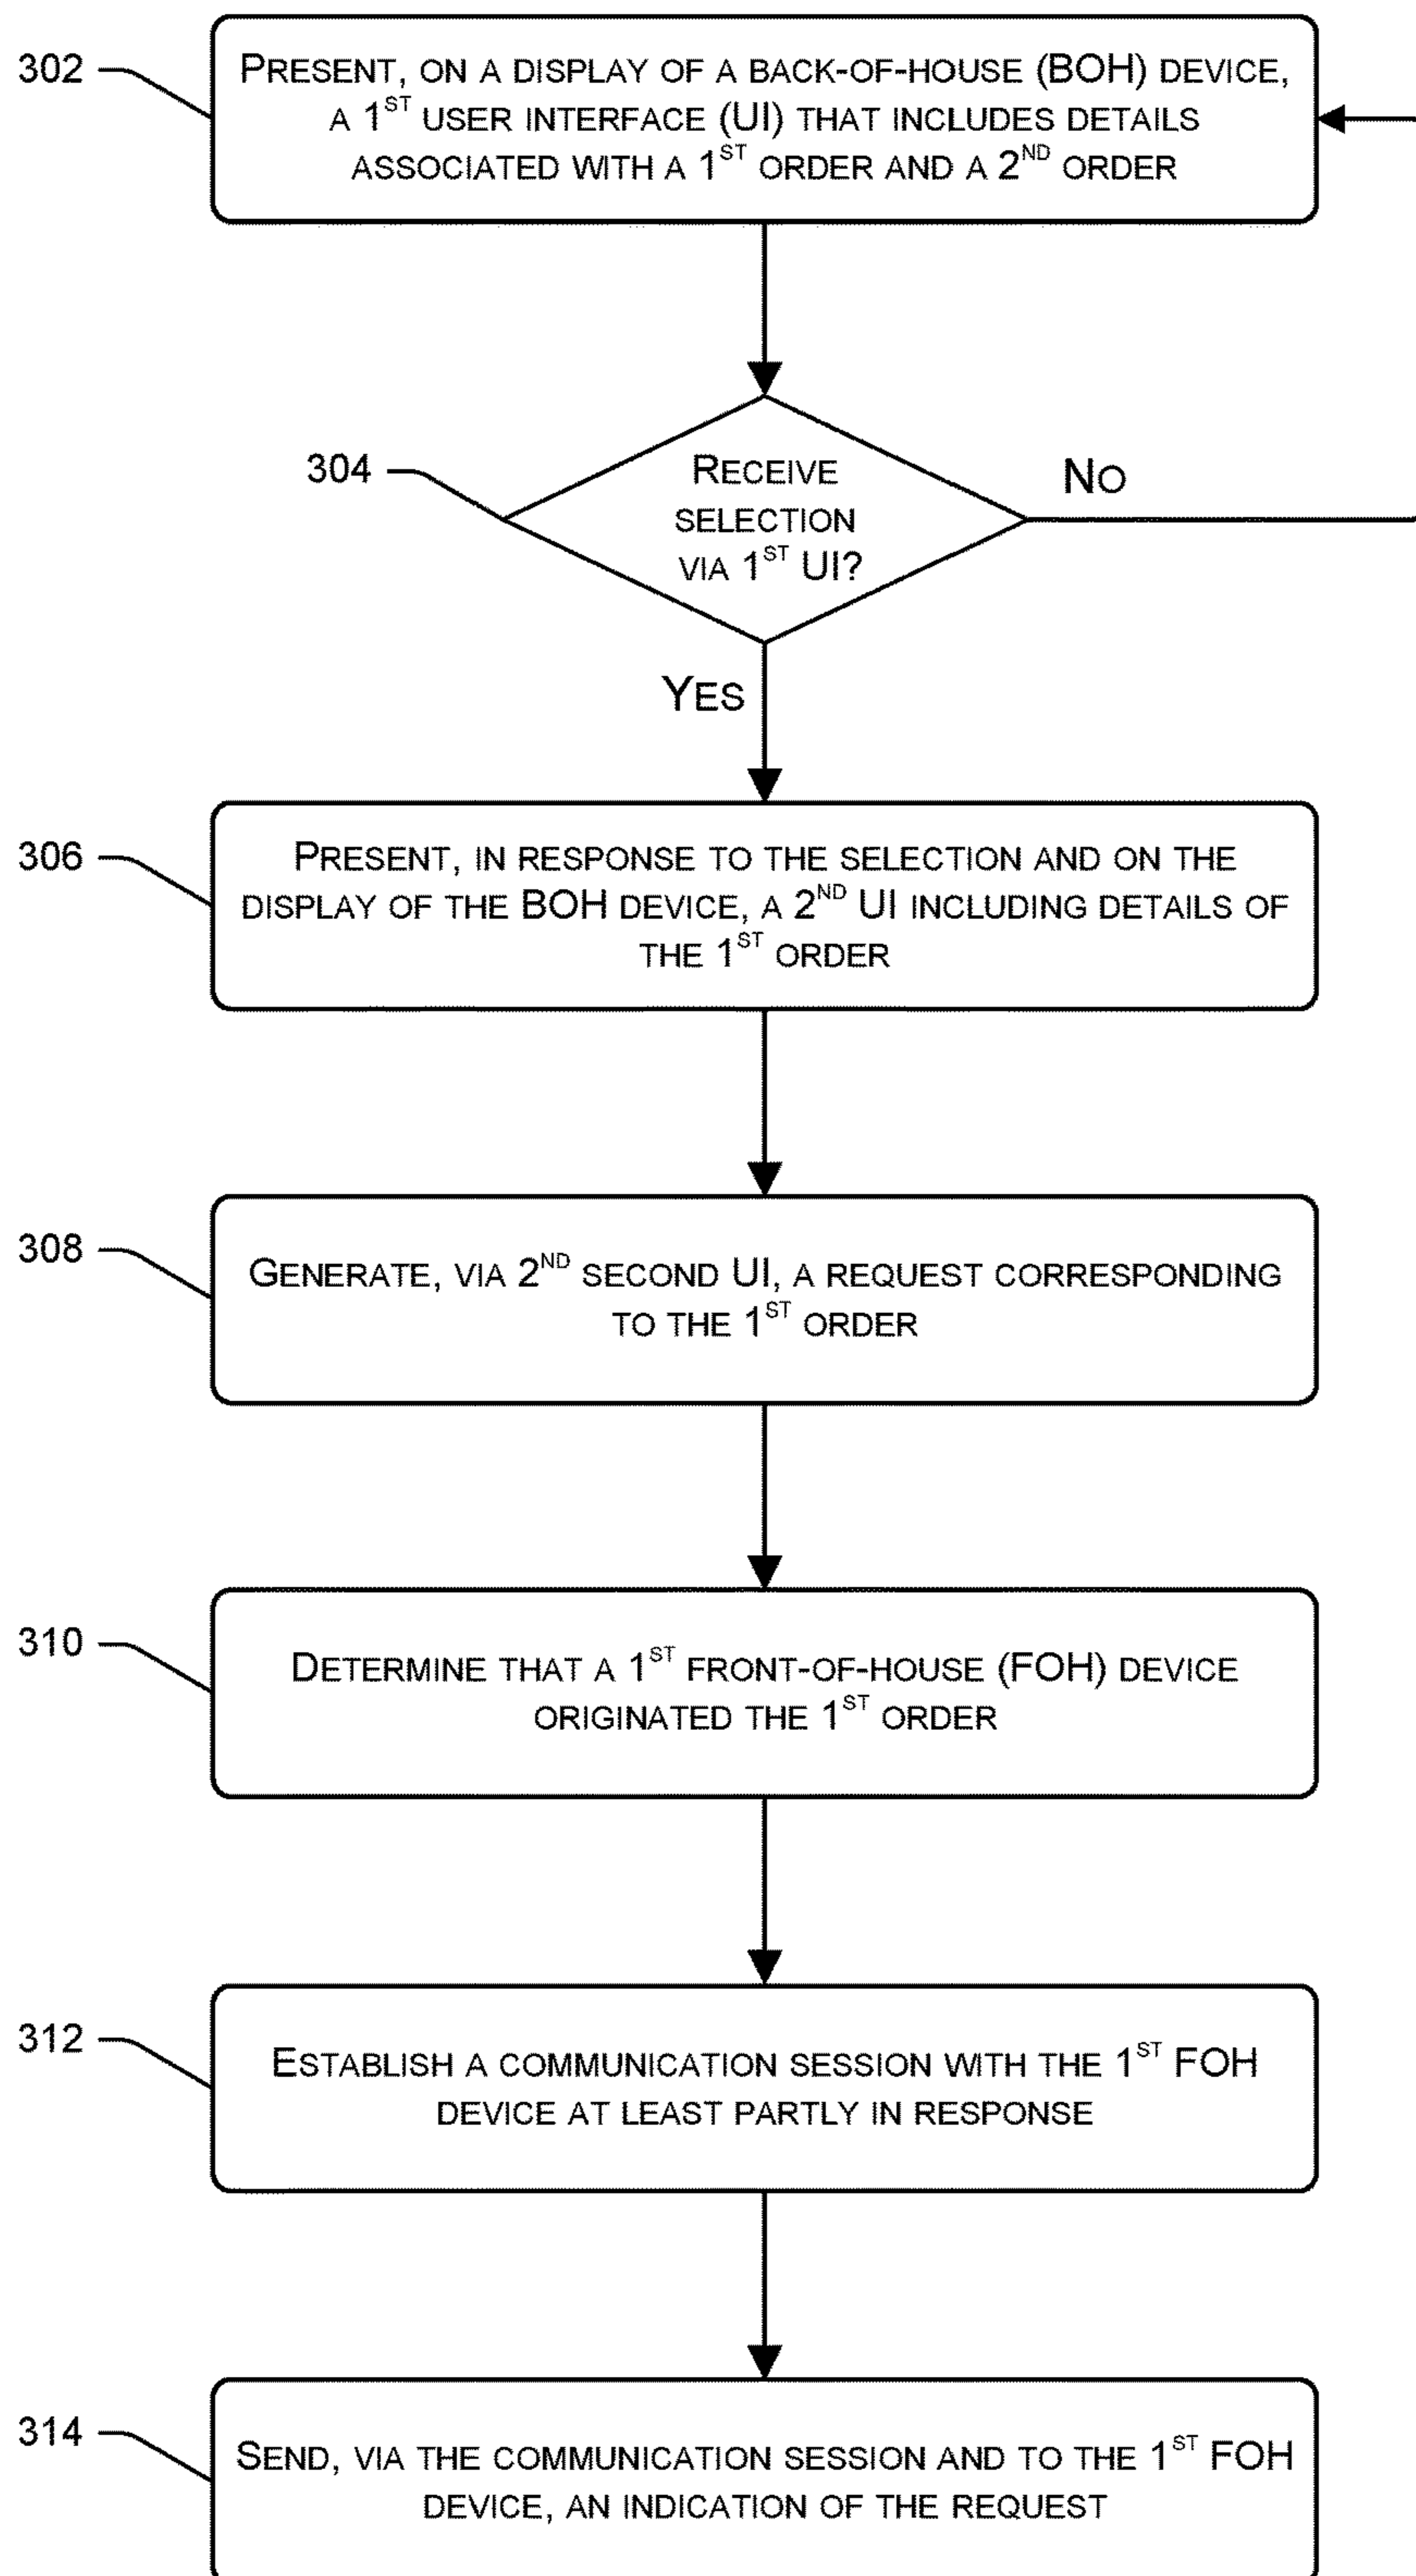 302
PRESENT, ON A DISPLAY OF A BACK-OF-HOUSE (BOH) DEVICE,
A 1ST USER INTERFACE (UI) THAT INCLUDES DETAILS
ASSOCIATED WITH A 1ST ORDER AND A 2ND ORDER
304
RECEIVE
SELECTION
VIA 1ST UI?
NO
YES
306
PRESENT, IN RESPONSE TO THE SELECTION AND ON THE
DISPLAY OF THE BOH DEVICE, A 2ND UI INCLUDING DETAILS OF
THE 1ST ORDER
308
GENERATE, VIA 2ND SECOND UI, A REQUEST CORRESPONDING
TO THE 1ST ORDER
310
DETERMINE THAT A 1ST FRONT-OF-HOUSE (FOH) DEVICE
ORIGINATED THE 1ST ORDER
312
ESTABLISH A COMMUNICATION SESSION WITH THE 1ST FOH
DEVICE AT LEAST PARTLY IN RESPONSE
314
SEND, VIA THE COMMUNICATION SESSION AND TO THE 1ST FOH
DEVICE, AN INDICATION OF THE REQUEST